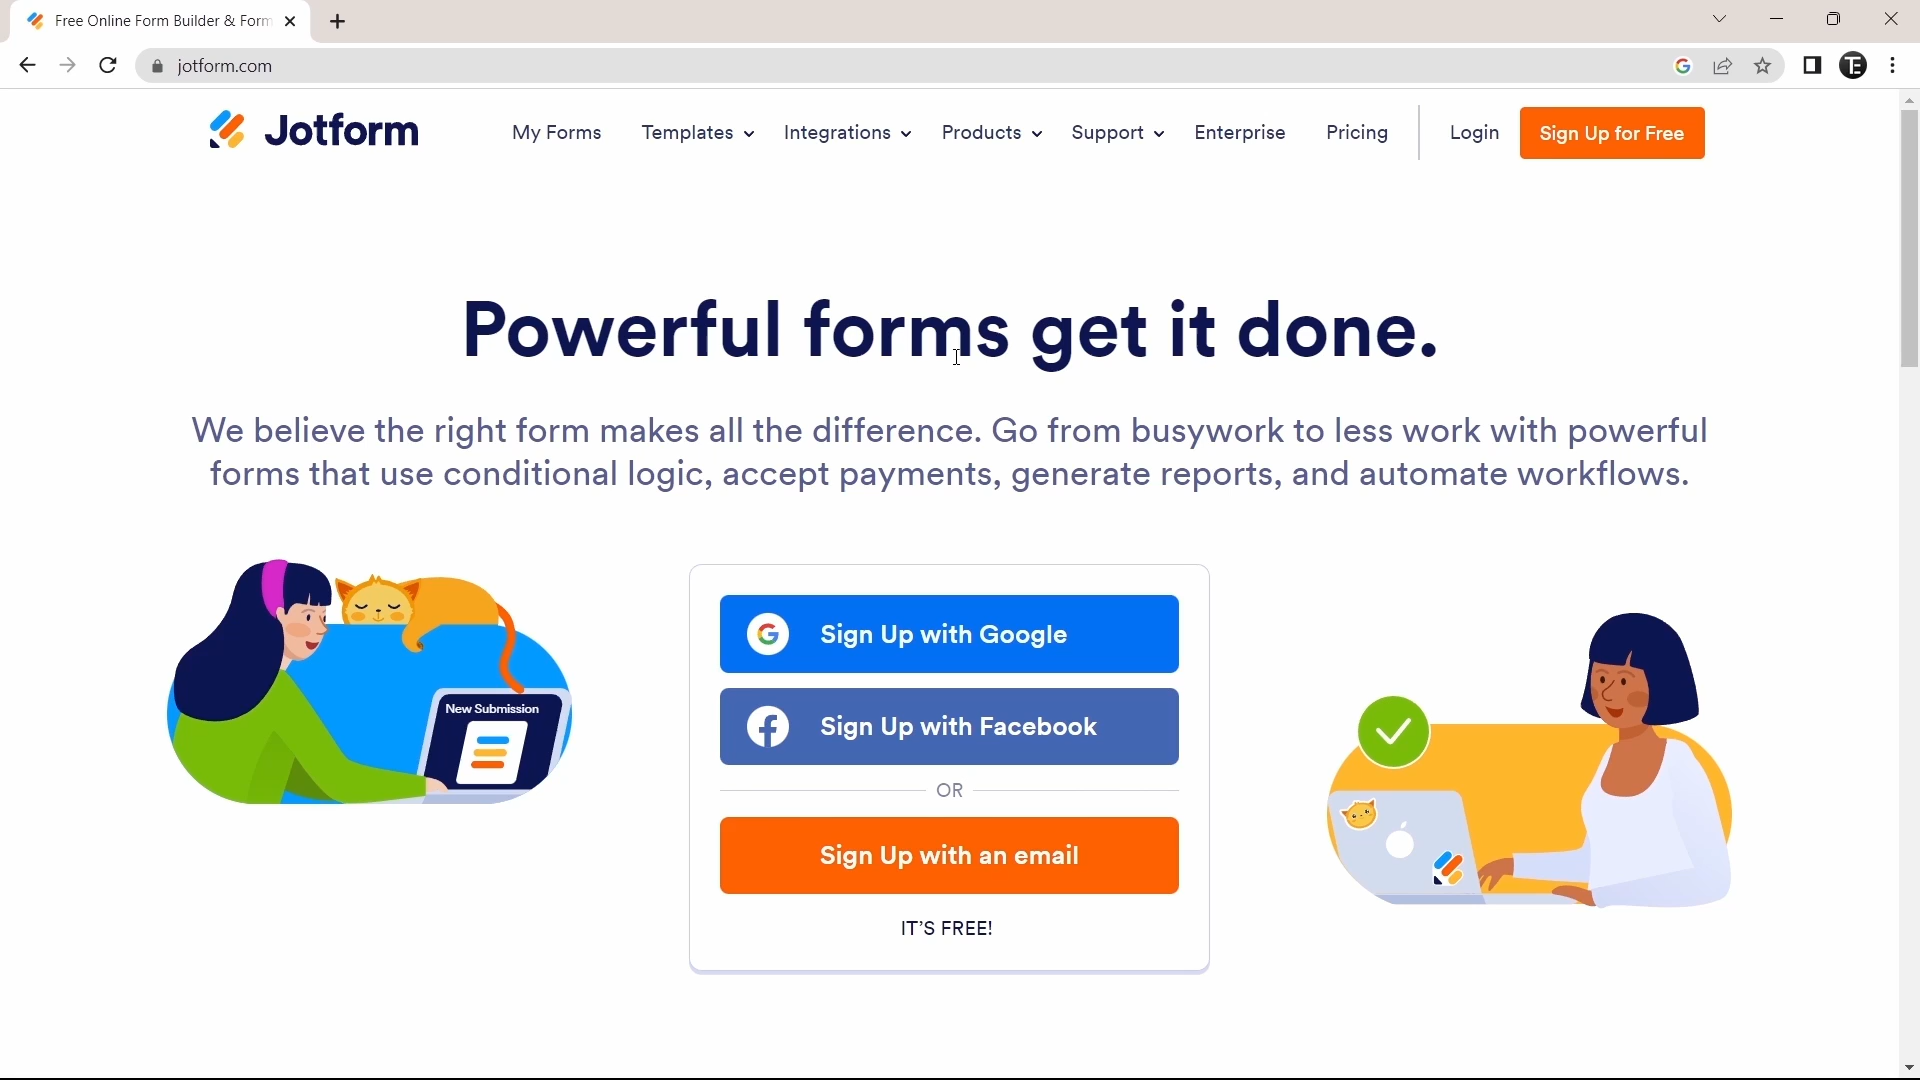 Free Online Form Builder & Form
jotform.com
Jotform
My Forms
Templates
Integrations
Products
Support
Enterprise
Pricing
Login
Sign Up for Free
Powerful forms get it done.
We believe the right form makes all the difference. Go from busywork to less work with powerful
forms that use conditional logic, accept payments, generate reports, and automate workflows.
New Submission
Sign Up with Google
Sign Up with Facebook
OR
Sign Up with an email
IT'S FREE!